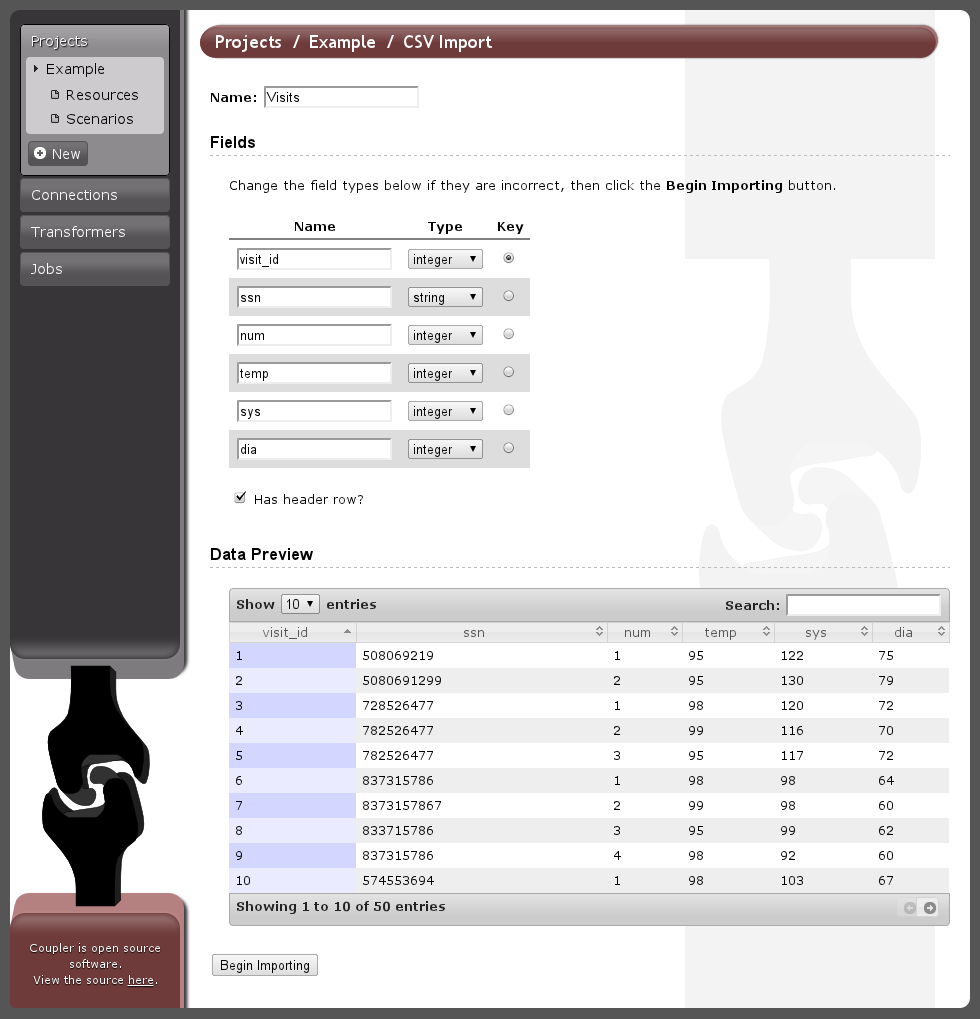 Projects
Example
Resources
Scenarios
New
Connections
Transformers
Jobs
Coupler is open source
software.
View the source here.
Projects / Example / CSV Import
Name: Visits
Fields
Change the field types below if they are incorrect, then click the Begin Importing button.
Name Type Key
visit_id integer
ssn string
num integer
temp integer
sys integer
dia integer
Has header row?
Data Preview
Show 10 entries Search:
visit_id ssn num temp sys dia
1 508069219 1 95 122 75
2 5080691299 2 95 130 79
3 728526477 1 98 120 72
4 782526477 2 99 116 70
5 782526477 3 95 117 72
6 837315786 1 98 98 64
7 8373157867 2 99 98 60
8 833715786 3 95 99 62
9 837315786 4 98 92 60
10 574553694 1 98 103 67
Showing 1 to 10 of 50 entries
Begin Importing